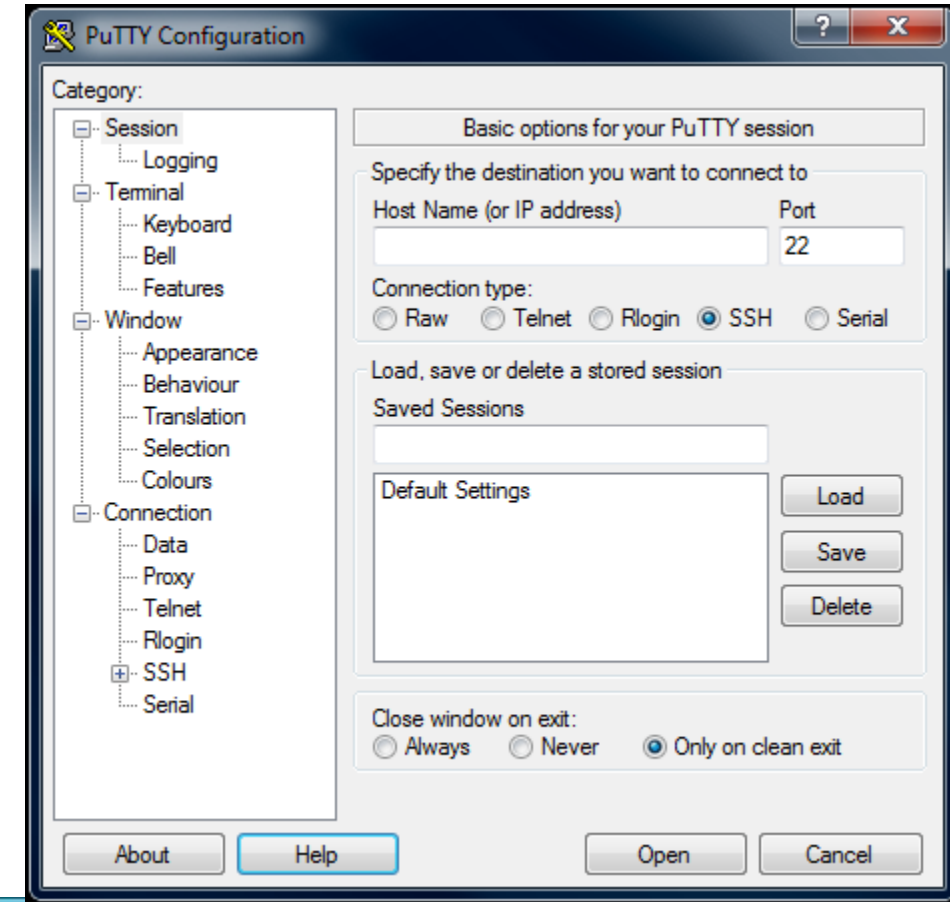 PuTTY Configuration
?
X
Category:
Session
Logging
Terminal
Keyboard
Bell
Features
Window
Appearance
Behaviour
Translation
Selection
Colours
Connection
Data
Proxy
Telnet
Rlogin
SSH
Serial
Basic options for your PuTTY session
Specify the destination you want to connect to
Host Name (or IP address) Port
22
Connection type:
Raw Telnet Rlogin SSH Serial
Load, save or delete a stored session
Saved Sessions
Default Settings
Load
Save
Delete
Close window on exit:
Always Never Only on clean exit
About Help Open Cancel